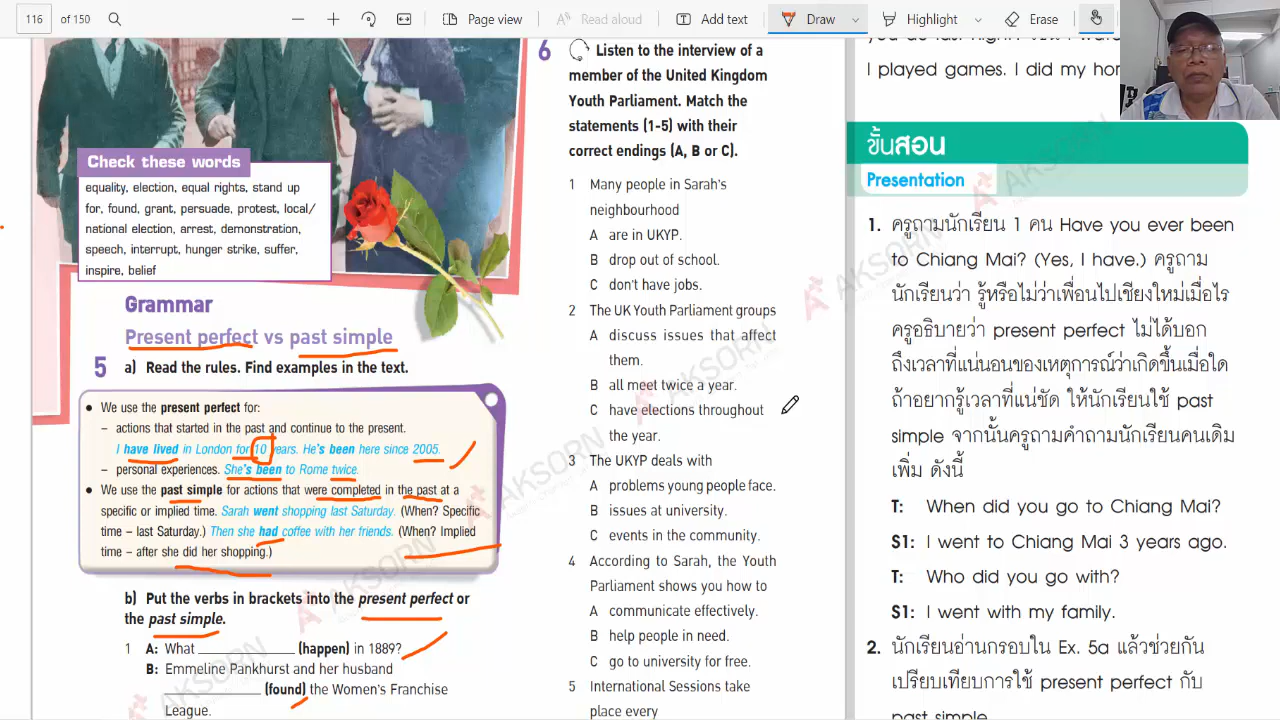 116 of 150 Page view Read aloud Add text Draw Highlight Erase
Check these words
equality, election, equal rights, stand up
for, found, grant, persuade, protest, local/
national election, arrest, demonstration,
speech, interrupt, hunger strike, suffer,
inspire, belief
Grammar
Present perfect vs past simple
5 a) Read the rules. Find examples in the text.
• We use the present perfect for:
– actions that started in the past and continue to the present.
I have lived in London for 10 years. He's been here since 2005.
– personal experiences. She's been to Rome twice.
• We use the past simple for actions that were completed in the past at a
specific or implied time. Sarah went shopping last Saturday. (When? Specific
time – last Saturday.) Then she had coffee with her friends. (When? Implied
time – after she did her shopping.)
b) Put the verbs in brackets into the present perfect or
the past simple.
1 A: What ____________ (happen) in 1889?
B: Emmeline Pankhurst and her husband
____________ (found) the Women's Franchise
League.
6 Listen to the interview of a
member of the United Kingdom
Youth Parliament. Match the
statements (1-5) with their
correct endings (A, B or C).
1 Many people in Sarah's
neighbourhood
A are in UKYP.
B drop out of school.
C don't have jobs.
2 The UK Youth Parliament groups
A discuss issues that affect
them.
B all meet twice a year.
C have elections throughout
the year.
3 The UKYP deals with
A problems young people face.
B issues at university.
C events in the community.
4 According to Sarah, the Youth
Parliament shows you how to
A communicate effectively.
B help people in need.
C go to university for free.
5 International Sessions take
place every
I played games. I did my hor
ขั้นสอน
Presentation
1. ครูถามนักเรียน 1 คน Have you ever been
to Chiang Mai? (Yes, I have.) ครูถาม
นักเรียนว่า รู้หรือไม่ว่าเพื่อนไปเชียงใหม่เมื่อไร
ครูอธิบายว่า present perfect ไม่ได้บอก
ถึงเวลาที่แน่นอนของเหตุการณ์ว่าเกิดขึ้นเมื่อใด
ถ้าอยากรู้เวลาที่แน่ชัด ให้นักเรียนใช้ past
simple จากนั้นครูถามคำถามนักเรียนคนเดิม
เพิ่ม ดังนี้
T: When did you go to Chiang Mai?
S1: I went to Chiang Mai 3 years ago.
T: Who did you go with?
S1: I went with my family.
2. นักเรียนอ่านกรอบใน Ex. 5a แล้วช่วยกัน
เปรียบเทียบการใช้ present perfect กับ
past simple
AKSORN
AKSORN
AKSORN
AKSORN
AKSORN